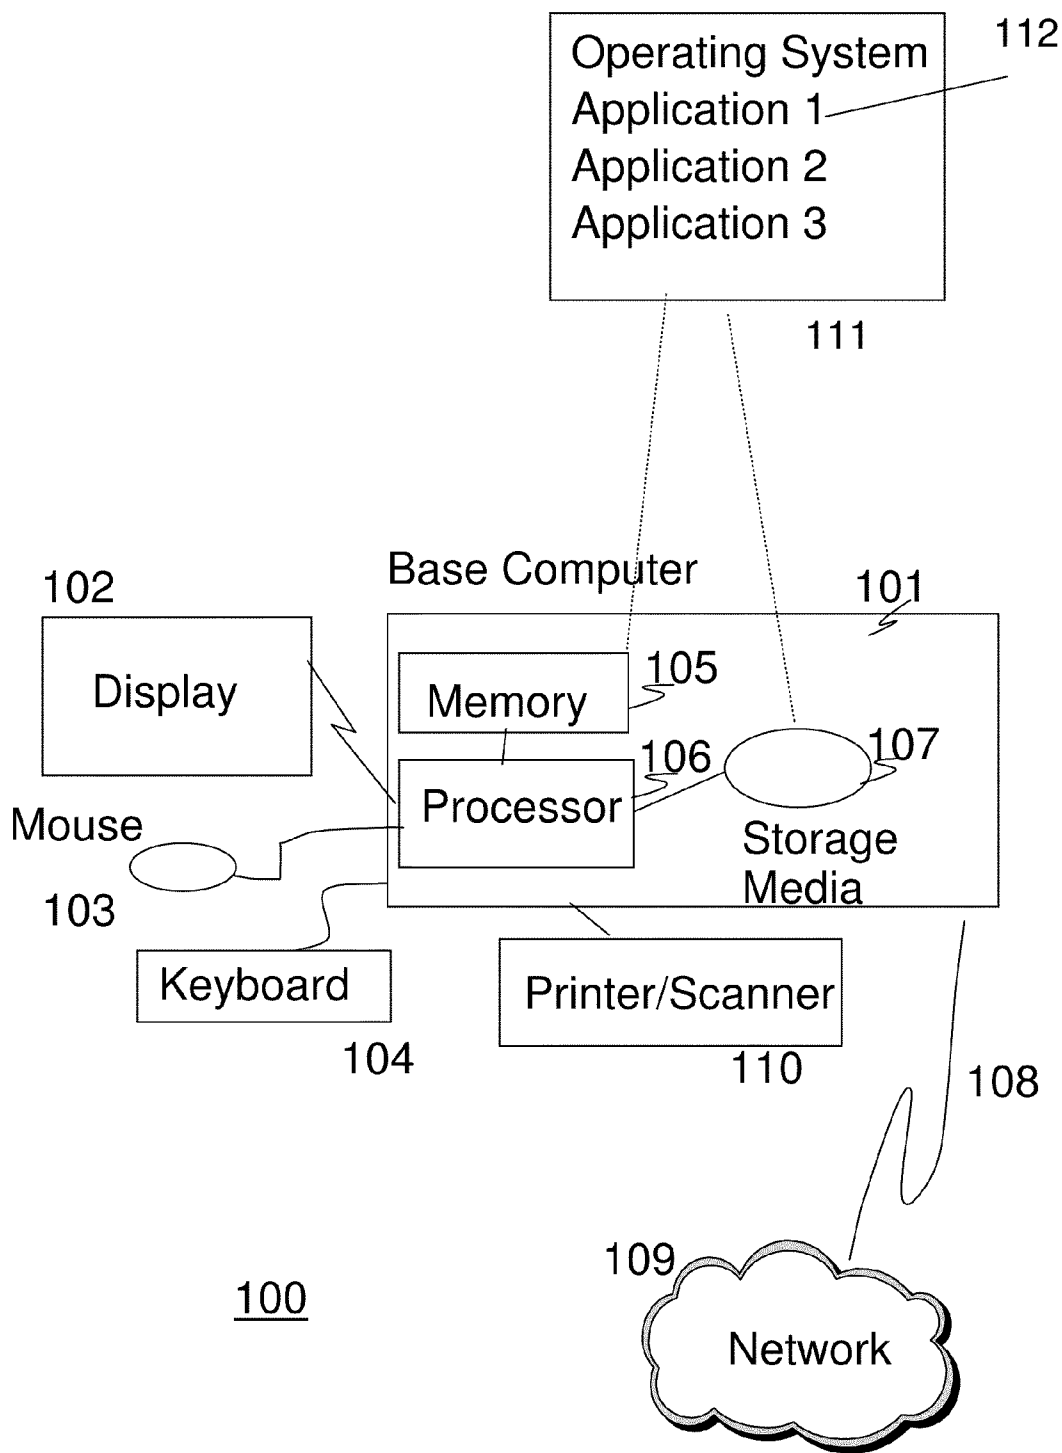 112
Operating System
Application 1
Application 2
Application 3
111
Base Computer
101
102
Display
105
Memory
106
107
Processor
Mouse
Storage
Media
103
Keyboard
Printer/Scanner
104
110
108
109
100
Network